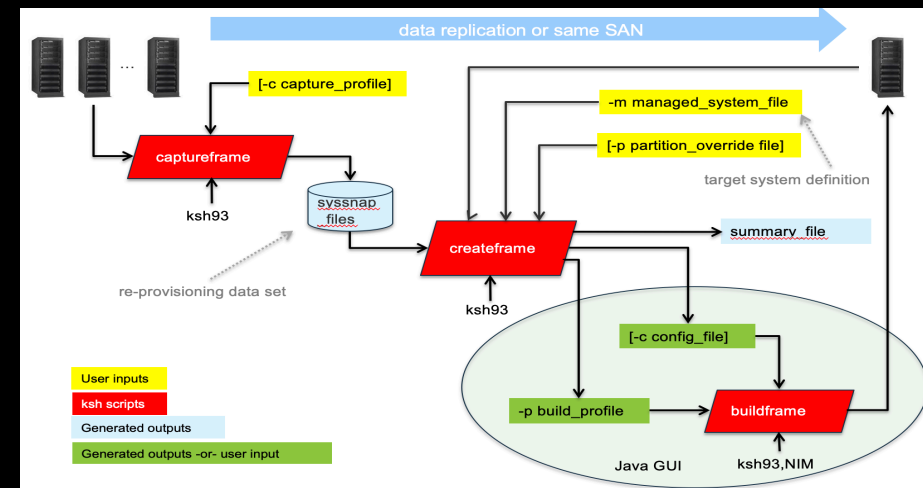 data replication or same SAN
...
[-c capture_profile]
-m managed_system_file
captureframe
[-p partition_override file]
target system definition
ksh93
syssnap
files
summary_file
createframe
re-provisioning data set
ksh93
[-c config_file]
User inputs
ksh scripts
-p build_profile
buildframe
Generated outputs
Generated outputs -or- user input
Java GUI
ksh93,NIM